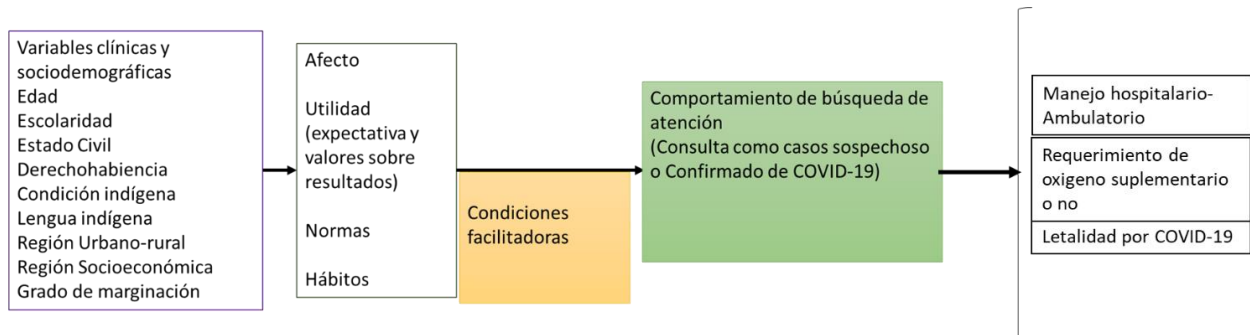 Variables clínicas y
sociodemográficas
Edad
Escolaridad
Estado Civil
Derechohabiencia
Condición indígena
Lengua indígena
Región Urbano-rural
Región Socioeconómica
Grado de marginación
Afecto
Utilidad
(expectativa y
valores sobre
resultados)
Normas
Hábitos
Condiciones
facilitadoras
Comportamiento de búsqueda de
atención
(Consulta como casos sospechoso
o Confirmado de COVID-19)
Manejo hospitalario-
Ambulatorio
Requerimiento de
oxigeno suplementario
o no
Letalidad por COVID-19